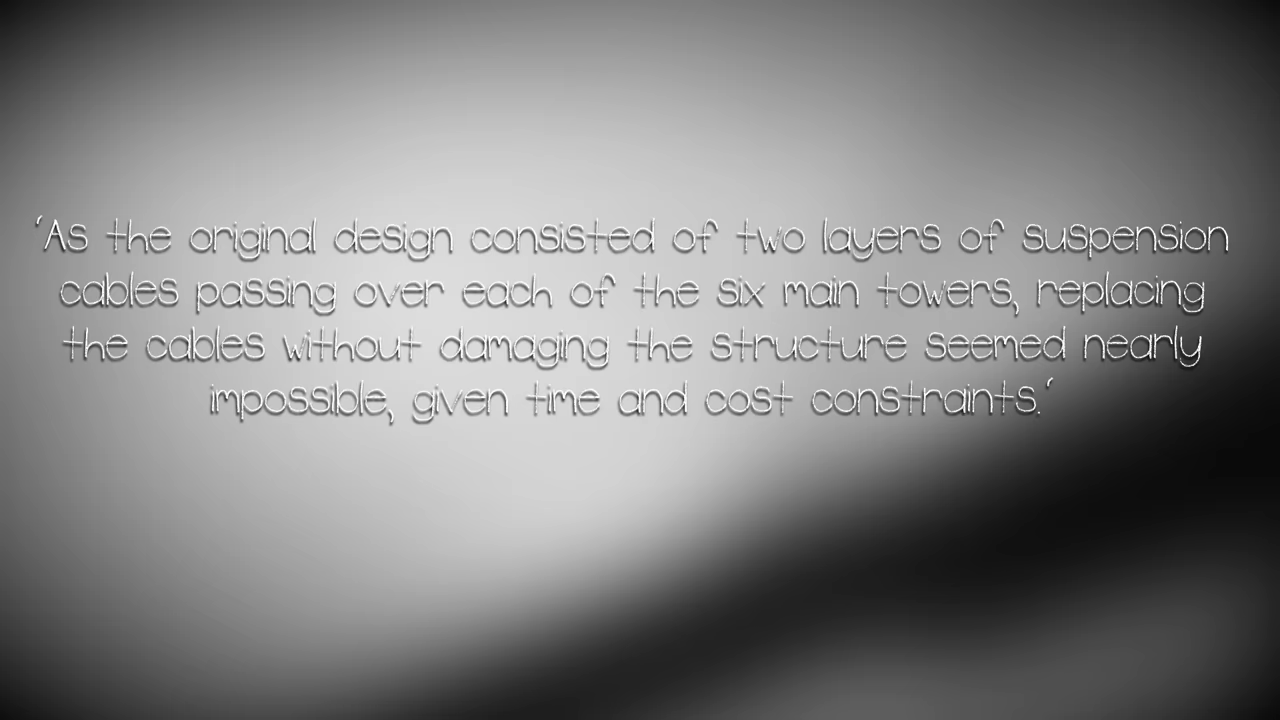 ‘As the original design consisted of two layers of suspension
cables passing over each of the six main towers, replacing
the cables without damaging the structure seemed nearly
impossible, given time and cost constraints.‘